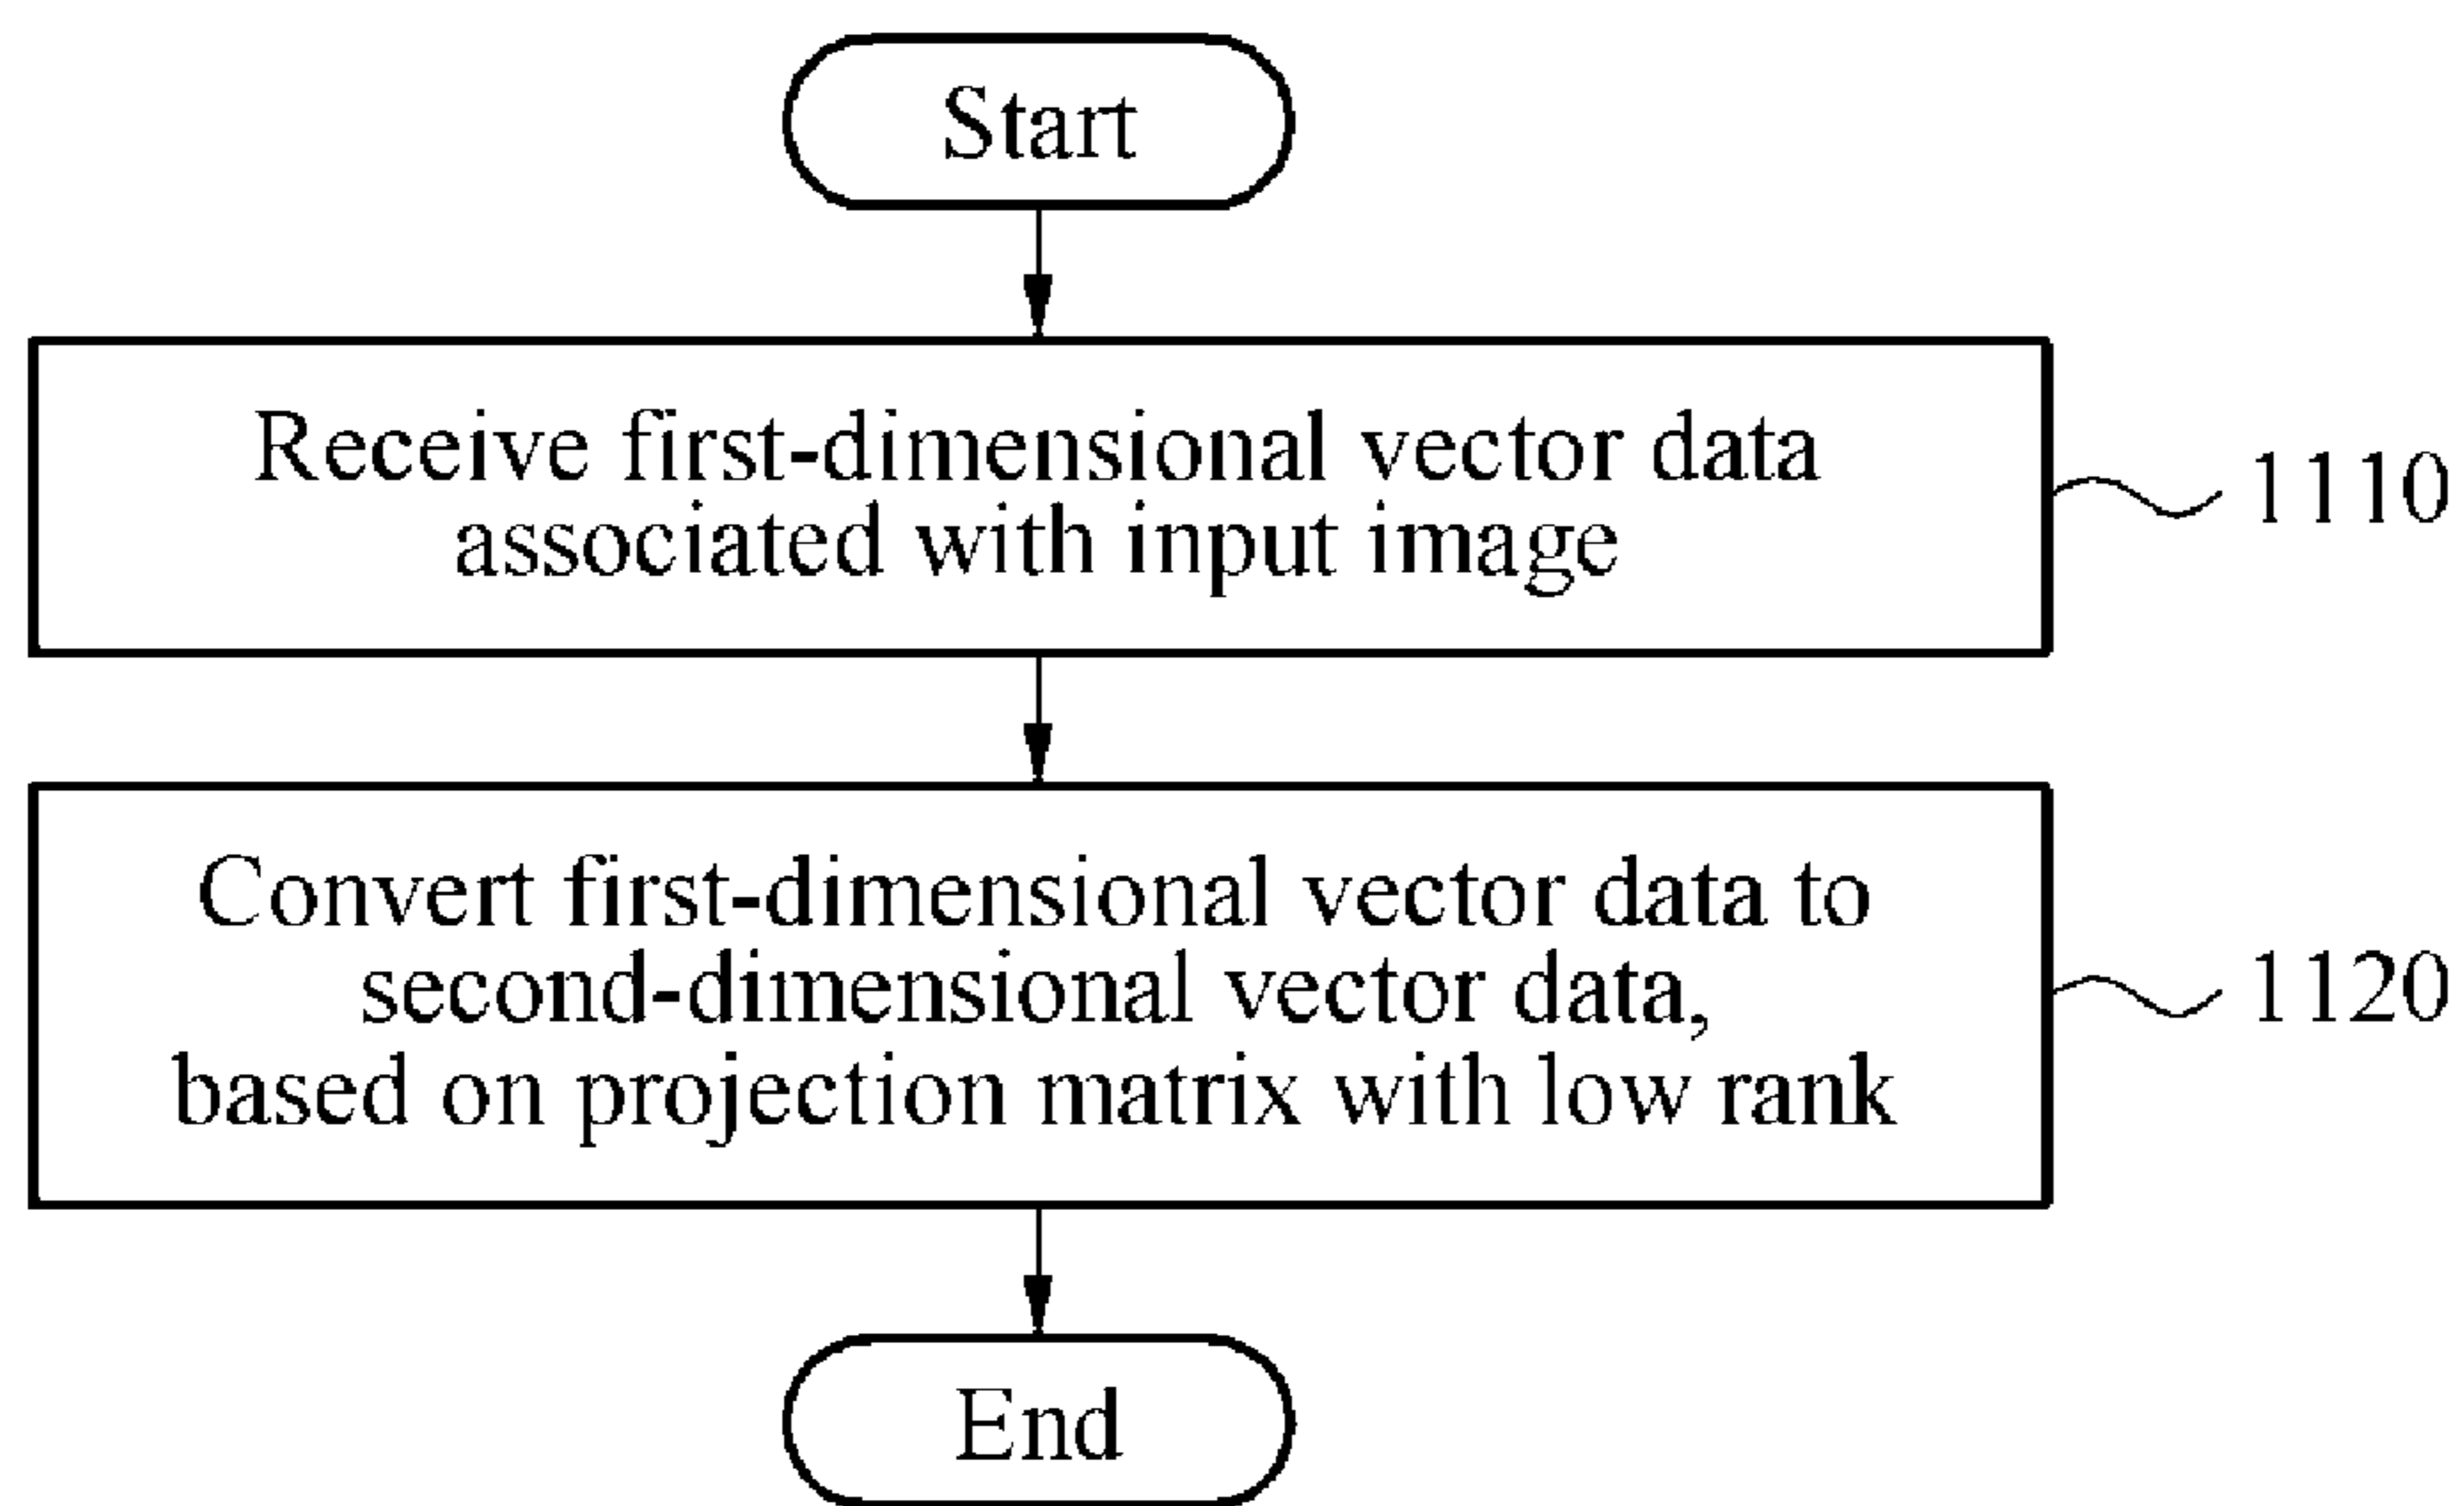 Start
Receive first-dimensional vector data
associated with input image
1110
Convert first-dimensional vector data to
second-dimensional vector data,
based on projection matrix with low rank
1120
End